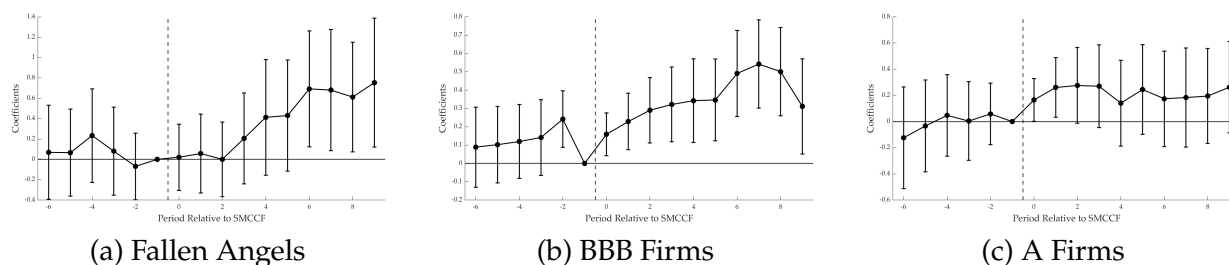 1.4
1.2
1
0.8
0.6
0.4
0.2
0
-0.2
-0.4
Coefficients
-6 -4 -2 0 2 4 6 8
Period Relative to SMCCF
(a) Fallen Angels
0.8
0.7
0.6
0.5
0.4
0.3
0.2
0.1
0
-0.1
-0.2
Coefficients
-6 -4 -2 0 2 4 6 8
Period Relative to SMCCF
(b) BBB Firms
0.8
0.6
0.4
0.2
0
0.2
0.4
0.6
Coefficients
-6 -4 -2 0 2 4 6 8
Period Relative to SMCCF
(c) A Firms